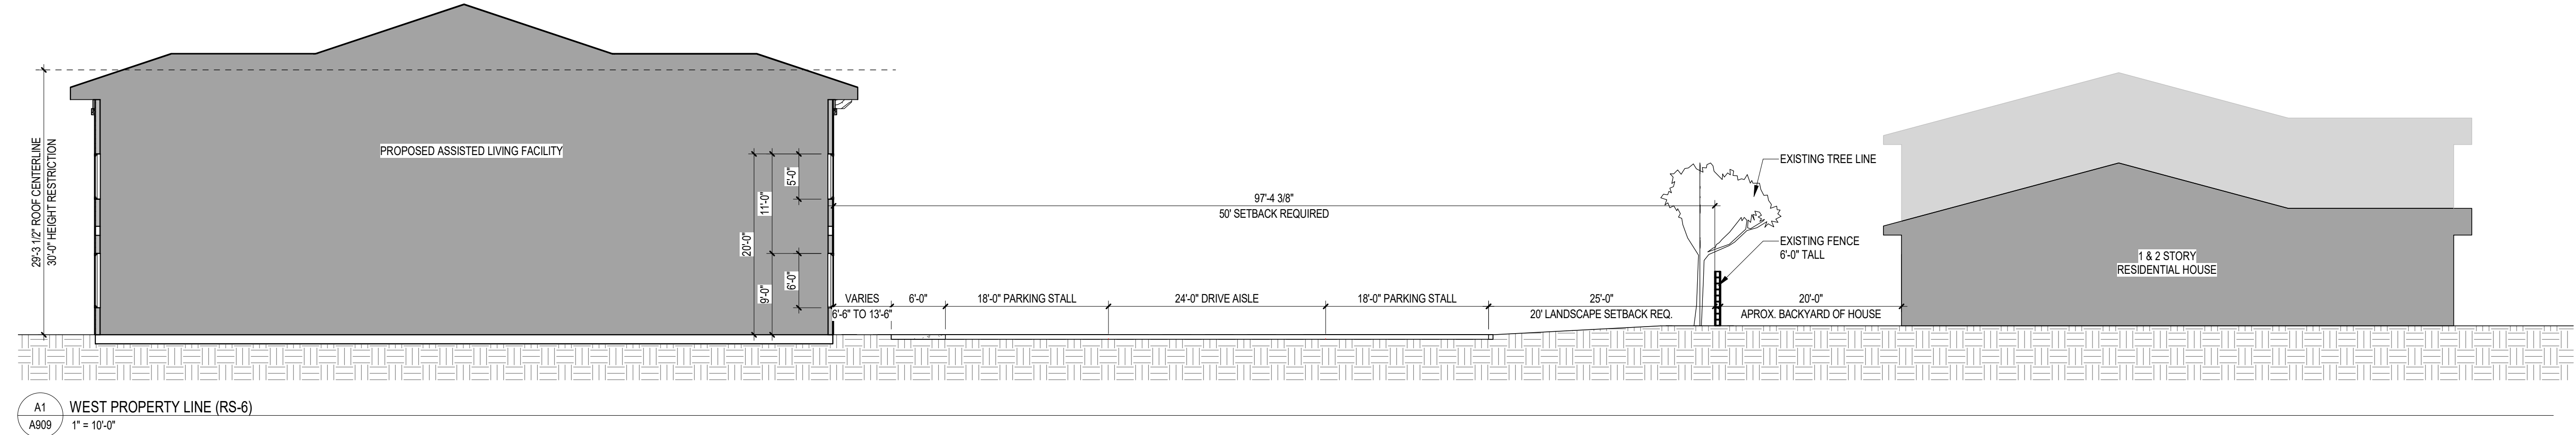 29'-3 1/2" ROOF CENTERLINE
30'-0" HEIGHT RESTRICTION
PROPOSED ASSISTED LIVING FACILITY
20'-0"
11'-0"
9'-0"
5'-0"
6'-0"
97'-4 3/8"
50' SETBACK REQUIRED
VARIES
6'-6" TO 13'-6"
6'-0"
18'-0" PARKING STALL
24'-0" DRIVE AISLE
18'-0" PARKING STALL
25'-0"
20' LANDSCAPE SETBACK REQ.
20'-0"
APROX. BACKYARD OF HOUSE
EXISTING TREE LINE
EXISTING FENCE
6'-0" TALL
1 & 2 STORY
RESIDENTIAL HOUSE
A1
A909
WEST PROPERTY LINE (RS-6)
1" = 10'-0"